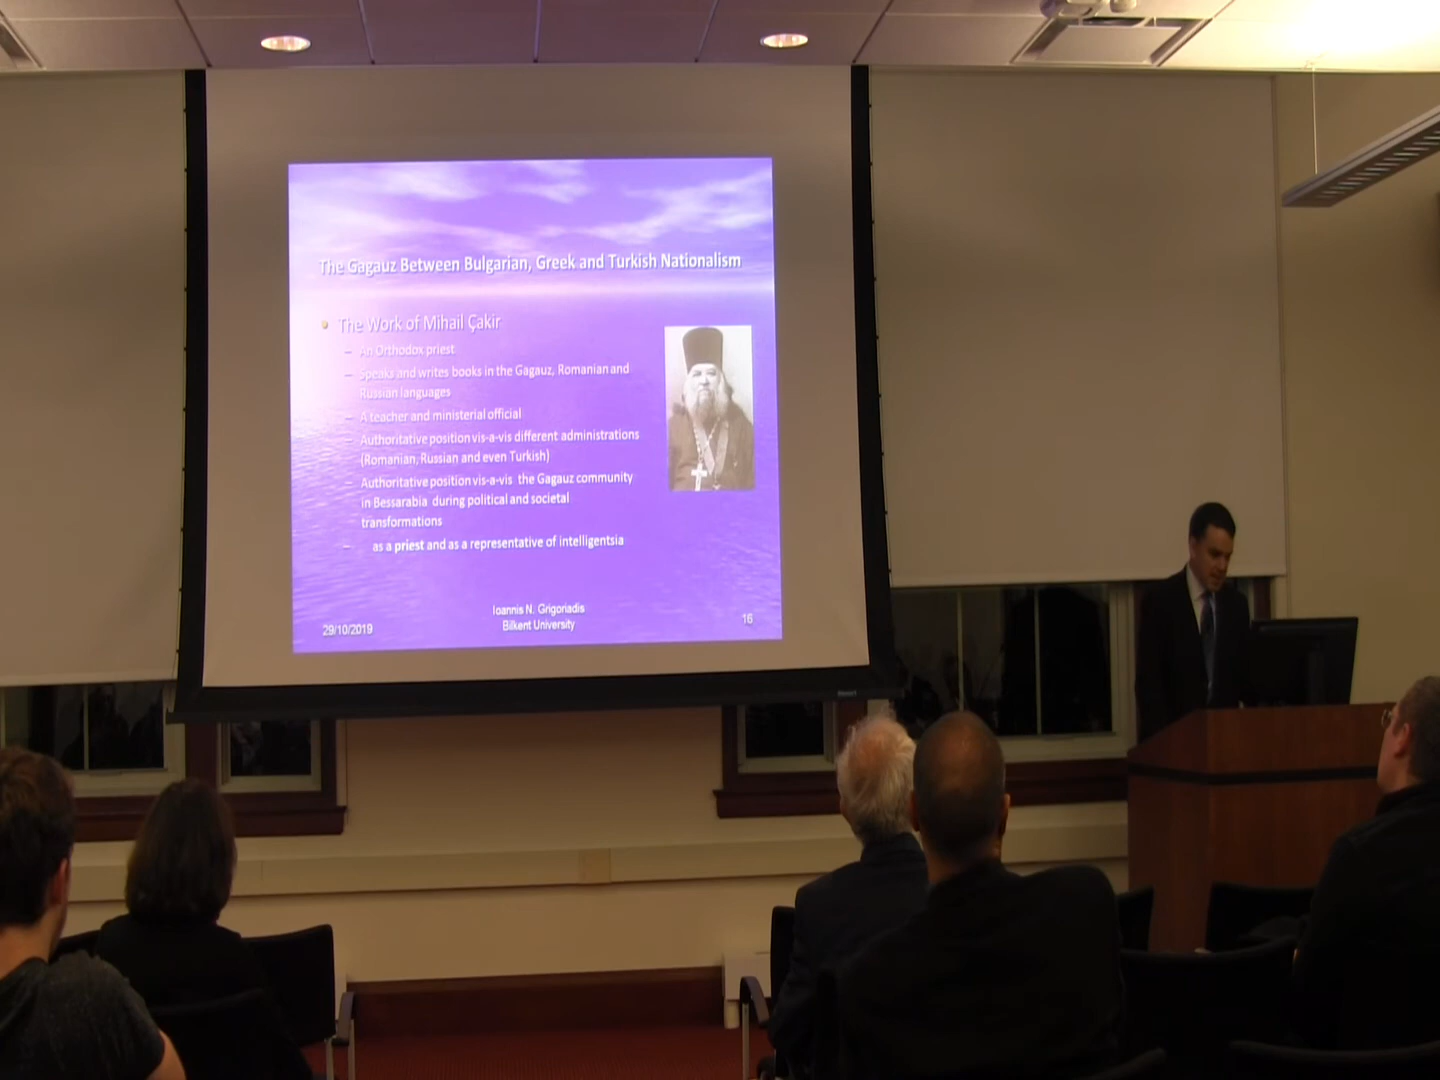 The Gagauz Between Bulgarian, Greek and Turkish Nationalism
The Work of Mihail Çakir
– An Orthodox priest
– Speaks and writes books in the Gagauz, Romanian and
Russian languages
– A teacher and ministerial official
– Authoritative position vis-a-vis different administrations
(Romanian, Russian and even Turkish)
– Authoritative position vis-a-vis the Gagauz community
in Bessarabia during political and societal
transformations
– as a priest and as a representative of intelligentsia
29/10/2019
Ioannis N. Grigoriadis
Bilkent University
16